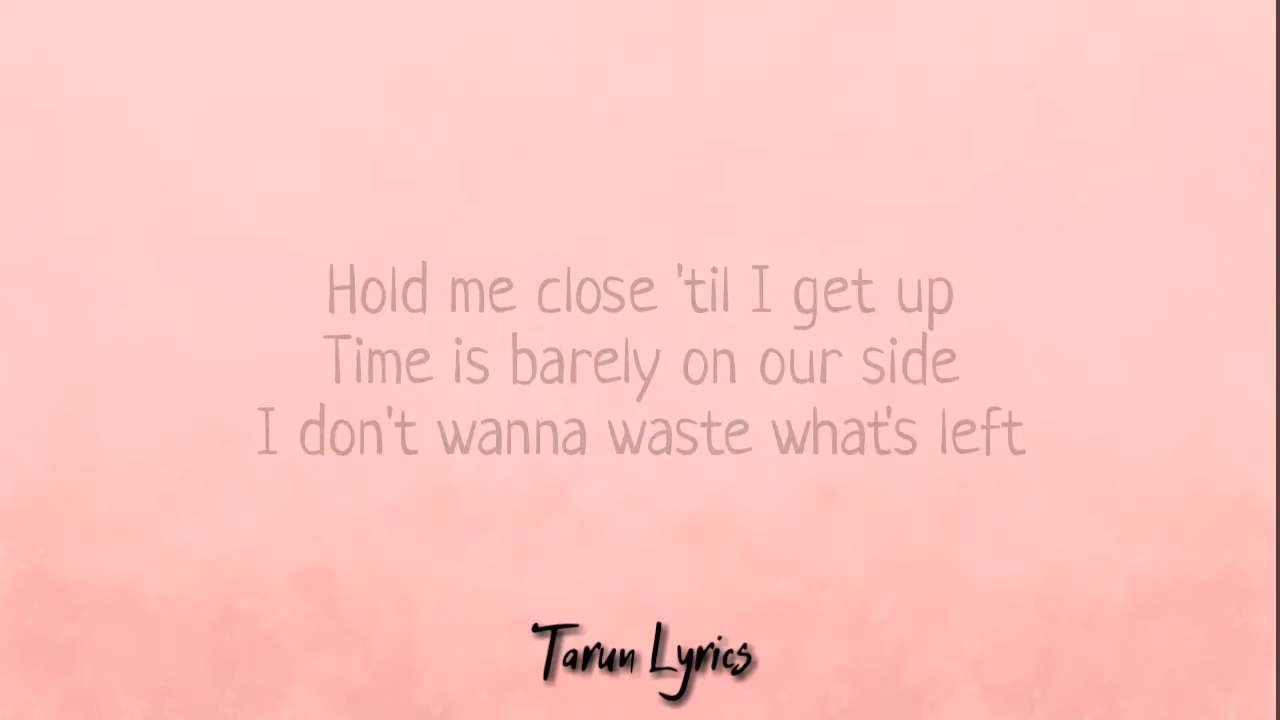 Hold me close 'til I get up
Time is barely on our side
I don't wanna waste what's left
Tarun Lyrics